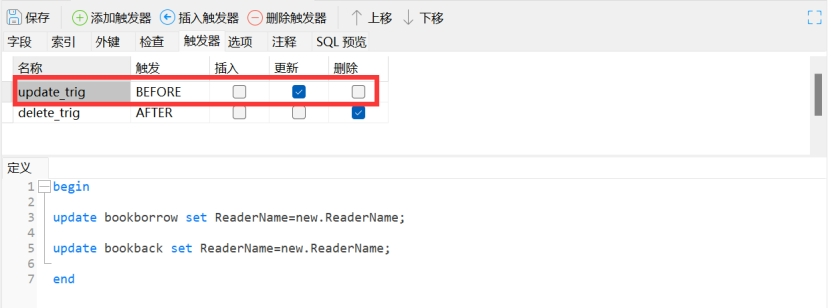 保存 添加触发器 插入触发器 删除触发器 上移 下移
字段 索引 外键 检查 触发器 选项 注释 SQL 预览
名称 触发 插入 更新 删除
update_trig BEFORE
delete_trig AFTER
定义
1 begin
2
3 update bookborrow set ReaderName=new.ReaderName;
4
5 update bookback set ReaderName=new.ReaderName;
6
7 end